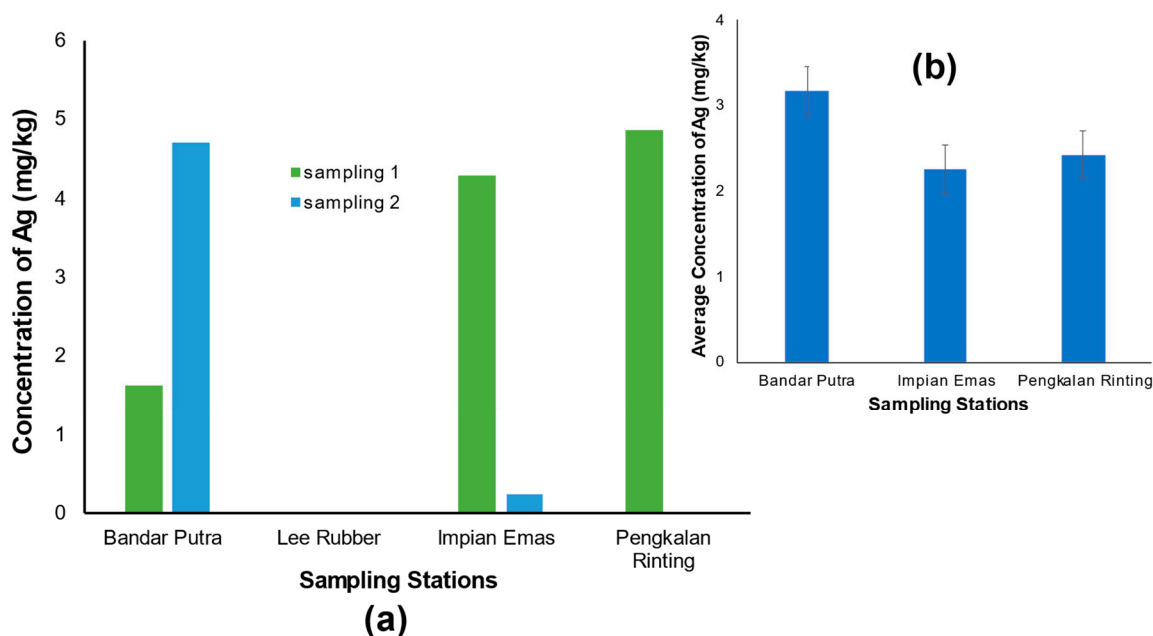 Concentration of Ag (mg/kg)
6
5
4
3
2
1
0
sampling 1
sampling 2
Bandar Putra
Lee Rubber
Impian Emas
Pengkalan
Rinting
Sampling Stations
(a)
Average Concentration of Ag (mg/kg)
4
3
2
1
0
(b)
Bandar Putra
Impian Emas
Pengkalan Rinting
Sampling Stations